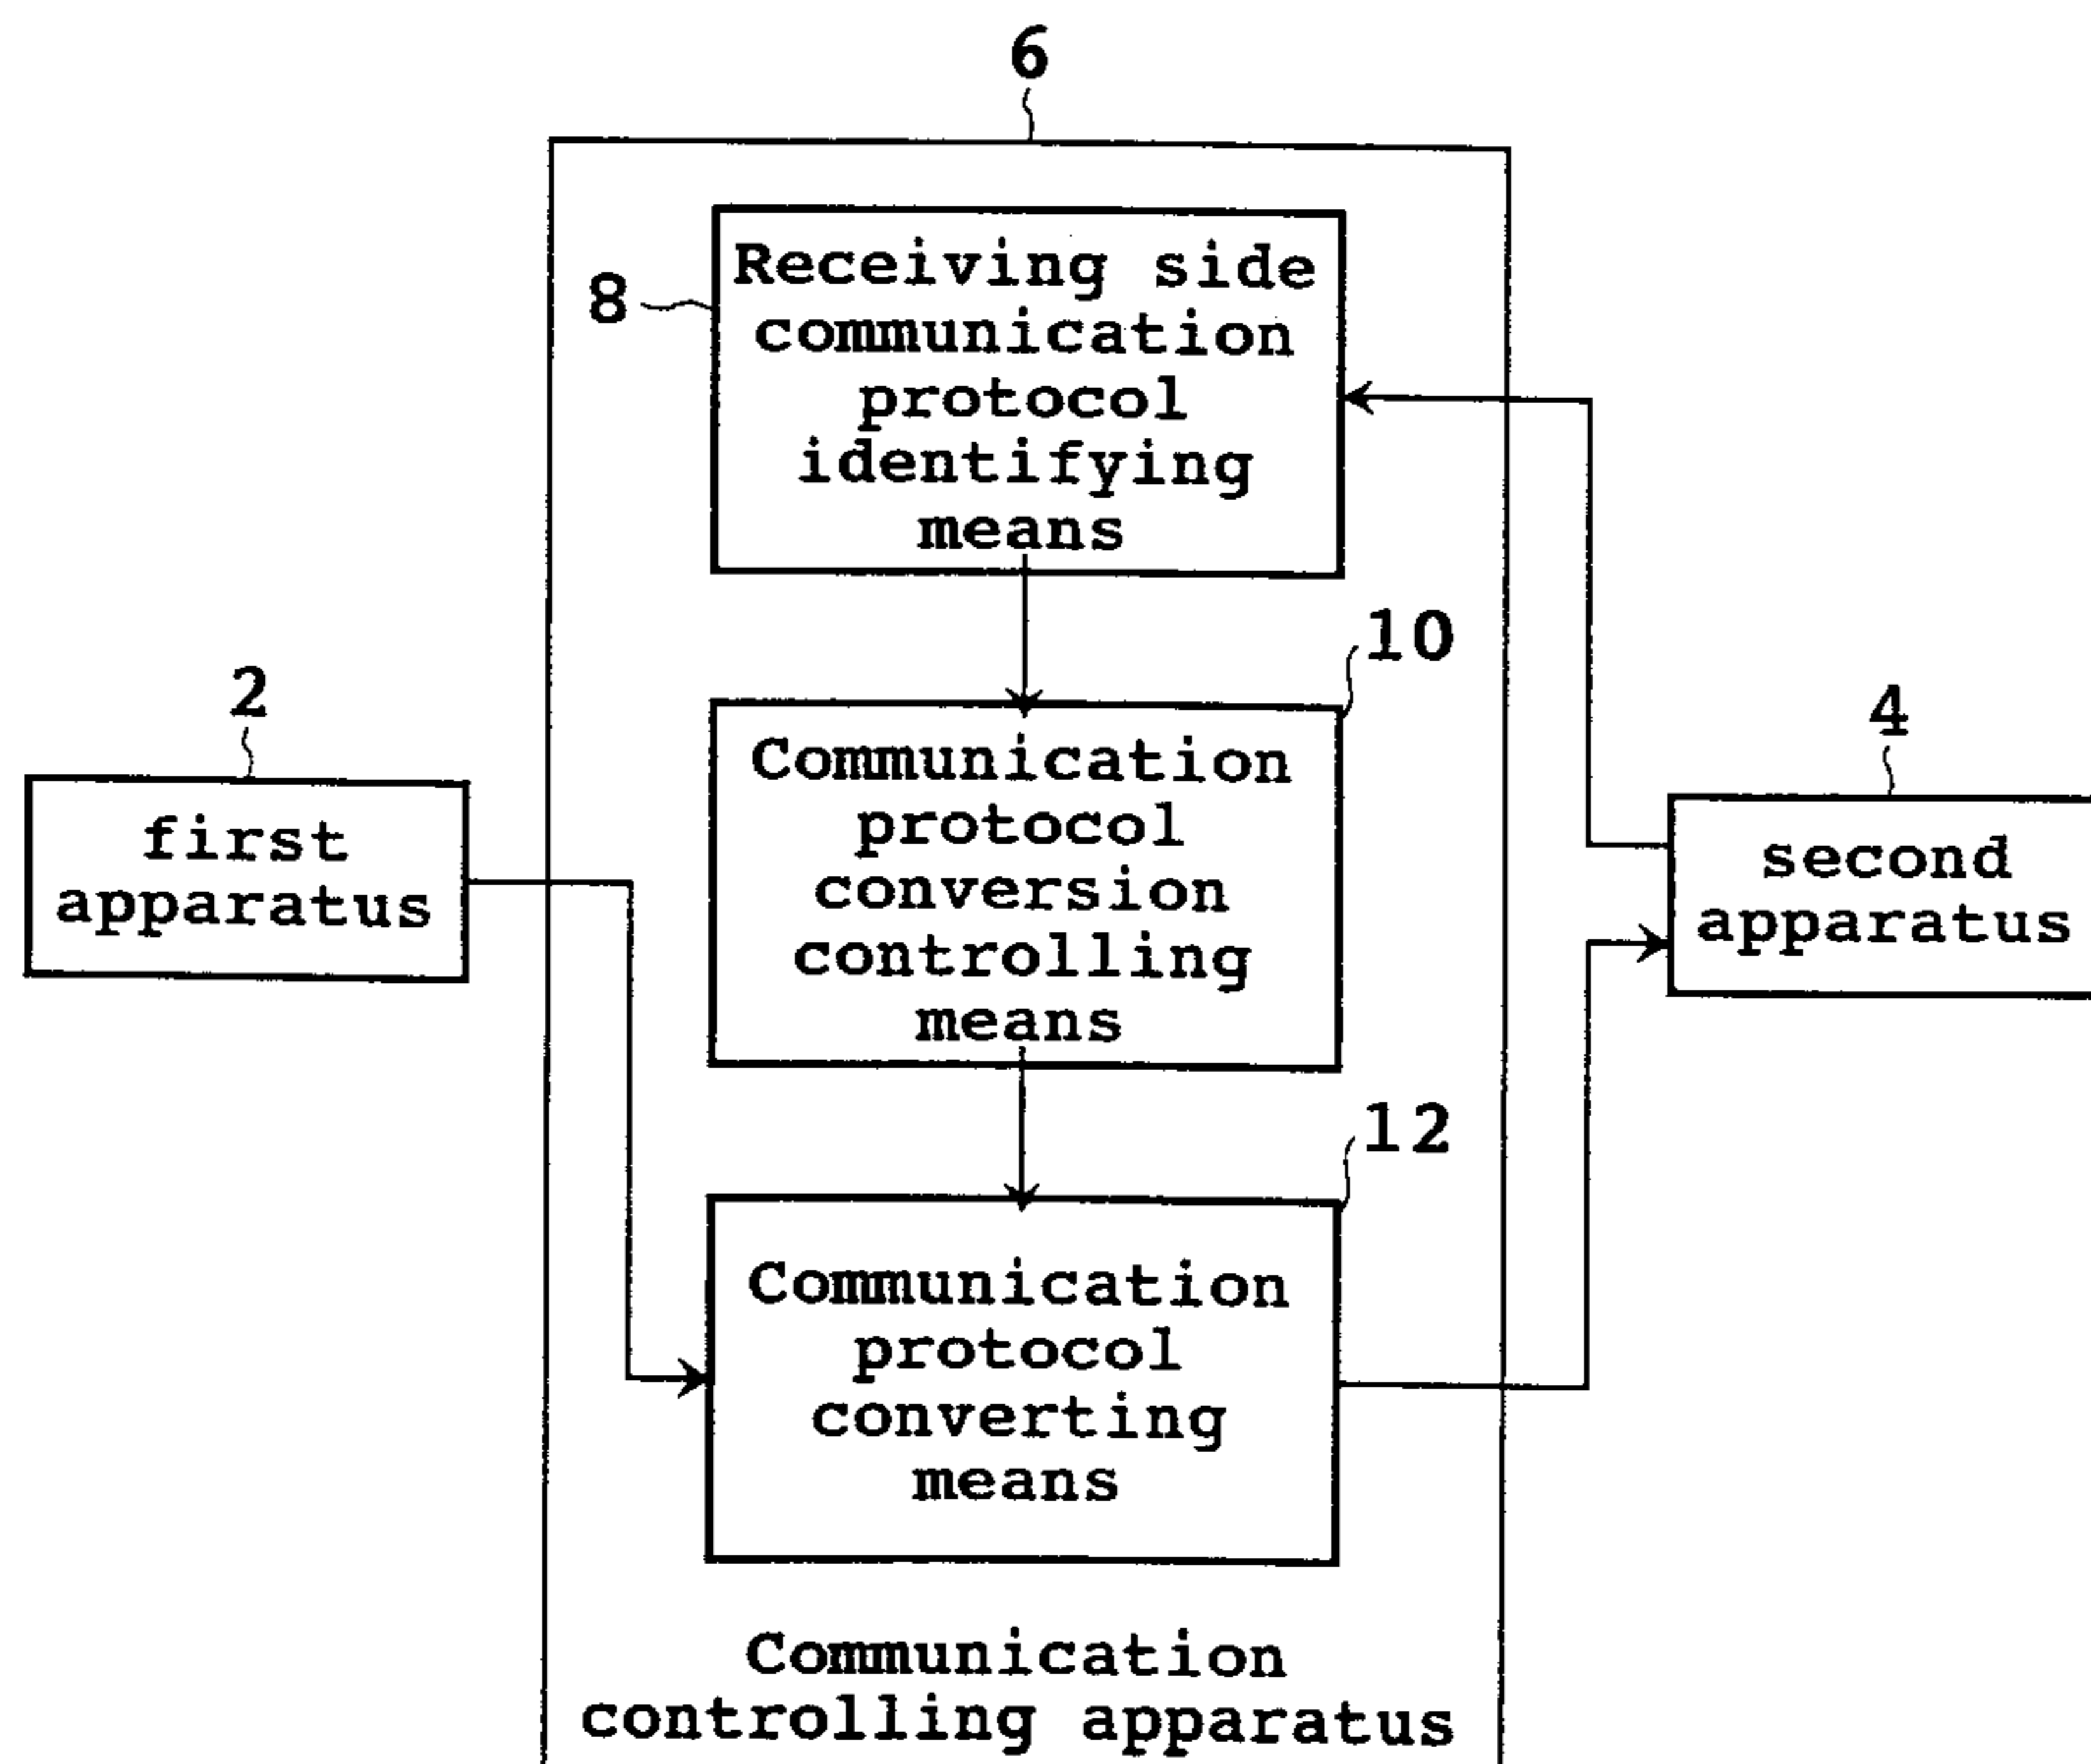 6
8
Receiving side
communication
protocol
identifying
means
10
Communication
protocol
conversion
controlling
means
2
first
apparatus
4
second
apparatus
12
Communication
protocol
converting
means
Communication
controlling apparatus